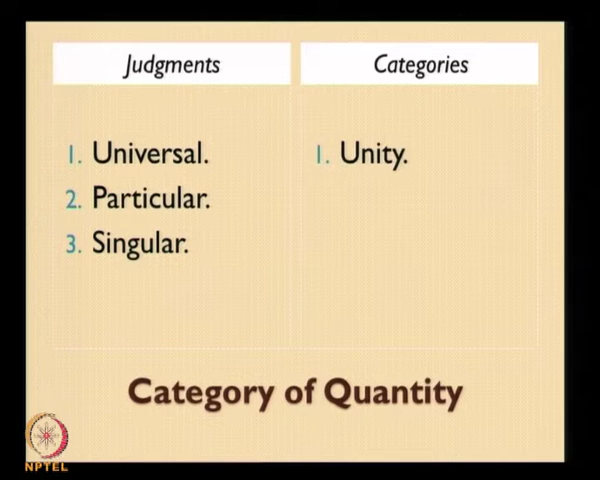 Judgments
Categories
1. Universal.
2. Particular.
3. Singular.
1. Unity.
Category of Quantity
NPTEL